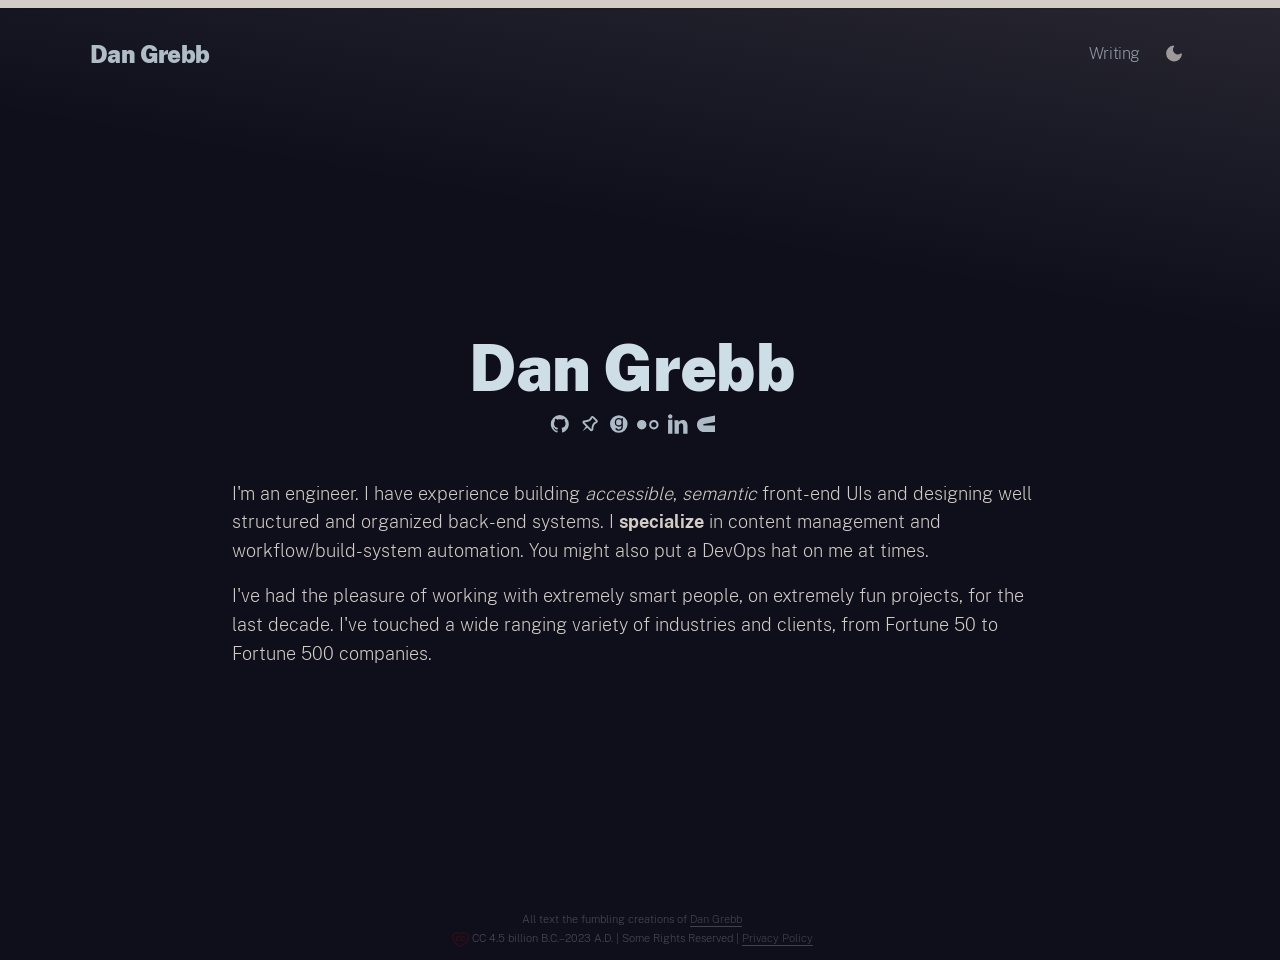 Dan Grebb
Writing
Dan Grebb
I'm an engineer. I have experience building accessible, semantic front-end UIs and designing well
structured and organized back-end systems. I specialize in content management and
workflow/build-system automation. You might also put a DevOps hat on me at times.
I've had the pleasure of working with extremely smart people, on extremely fun projects, for the
last decade. I've touched a wide ranging variety of industries and clients, from Fortune 50 to
Fortune 500 companies.
All text the fumbling creations of Dan Grebb
CC 4.5 billion B.C.–2023 A.D. | Some Rights Reserved | Privacy Policy